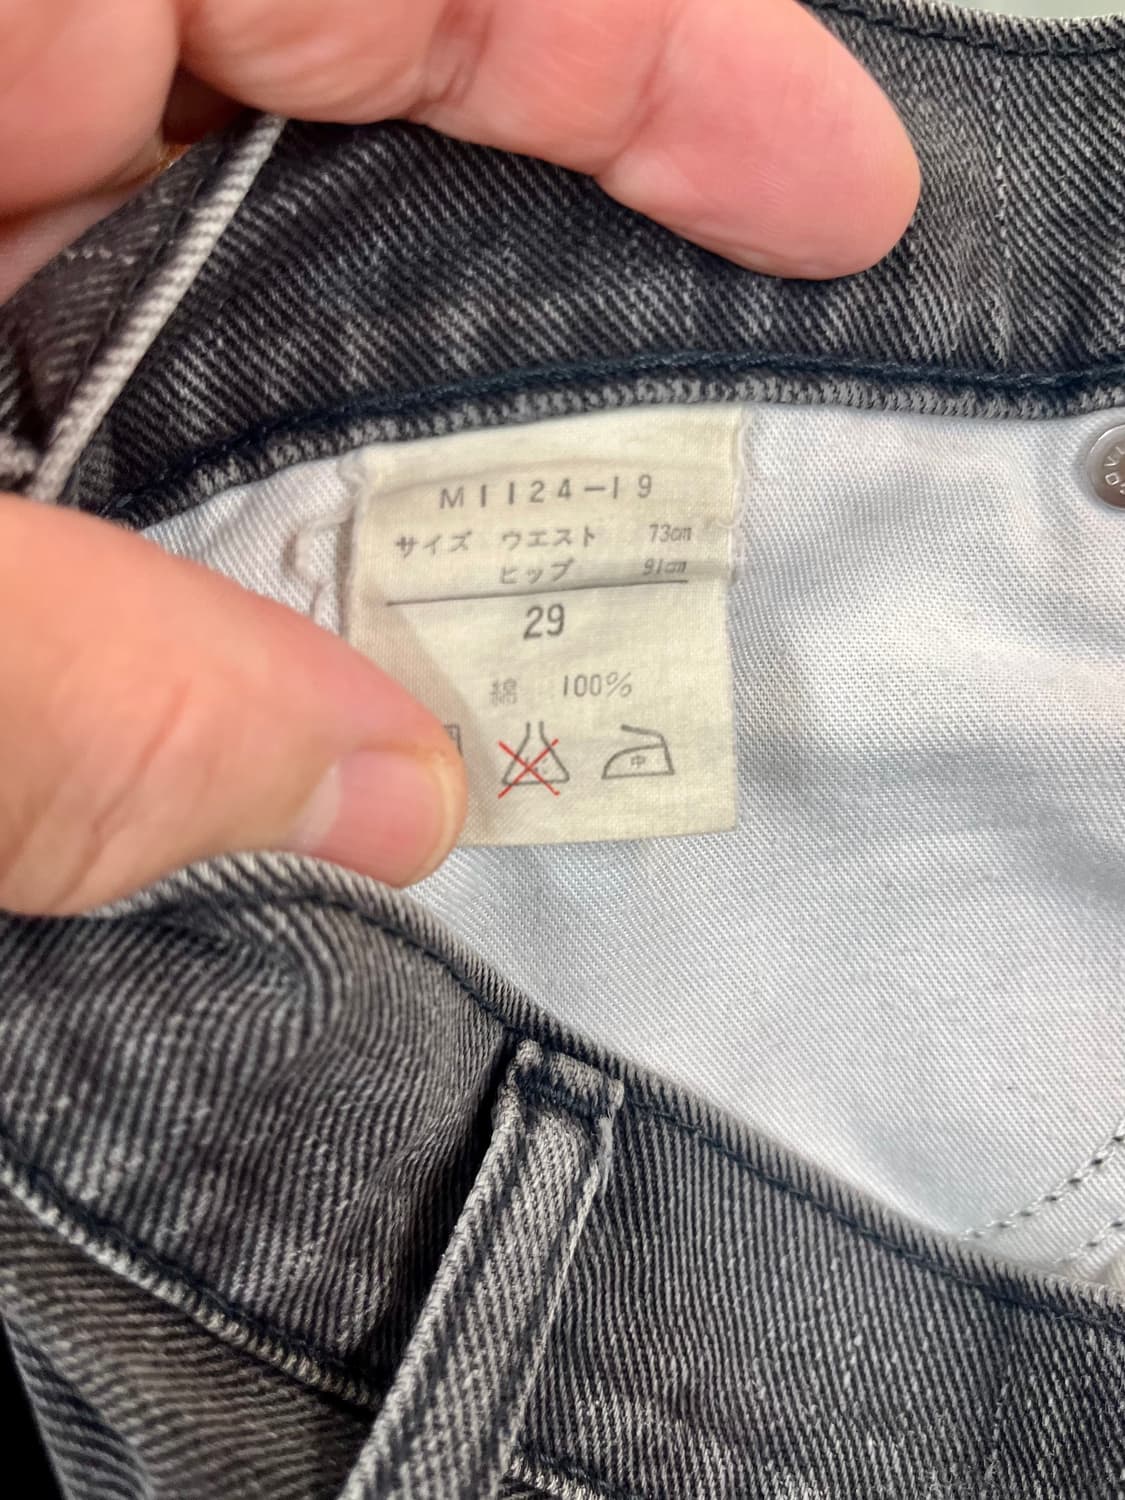 M1124-19
サイズ ウエスト 73cm
ヒップ 91cm
29
綿 100%
中